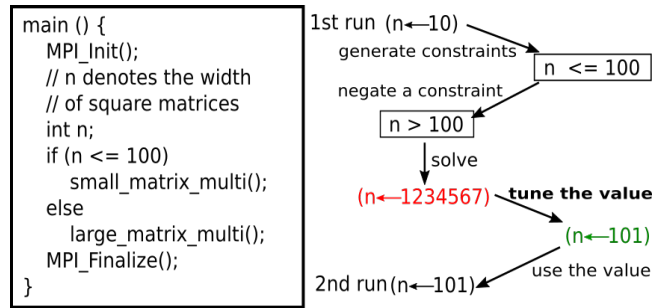 main () {
MPI_Init();
// n denotes the width
// of square matrices
int n;
if (n <= 100)
small_matrix_multi();
else
large_matrix_multi();
MPI_Finalize();
}
1st run (n←10)
generate constraints
n <= 100
negate a constraint
n > 100
solve
(n←1234567)
tune the value
(n←101)
use the value
2nd run (n←101)